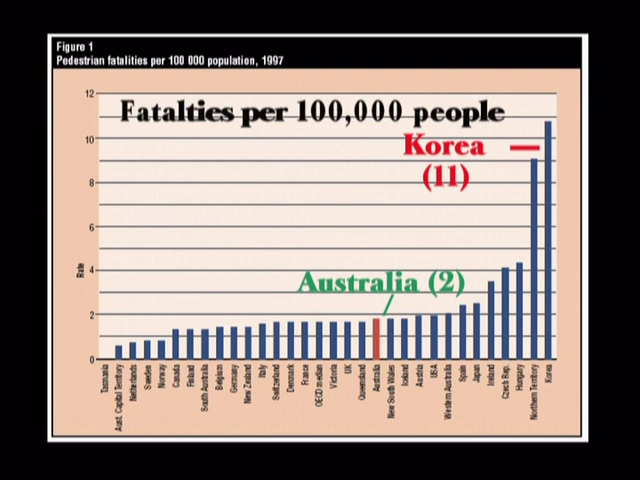 Figure 1
Pedestrian fatalities per 100 000 population, 1997
Fatalties per 100,000 people
Korea
(11)
Australia (2)
Rate
12
10
8
6
4
2
0
Tasmania
Aust. Capital Territory
Netherlands
Sweden
Norway
Canada
Finland
South Australia
Belgium
Germany
New Zealand
Italy
Switzerland
Denmark
France
OECD median
Victoria
UK
Queensland
Australia
New South Wales
Iceland
Austria
USA
Western Australia
Spain
Japan
Ireland
Czech Rep.
Hungary
Northern Territory
Korea